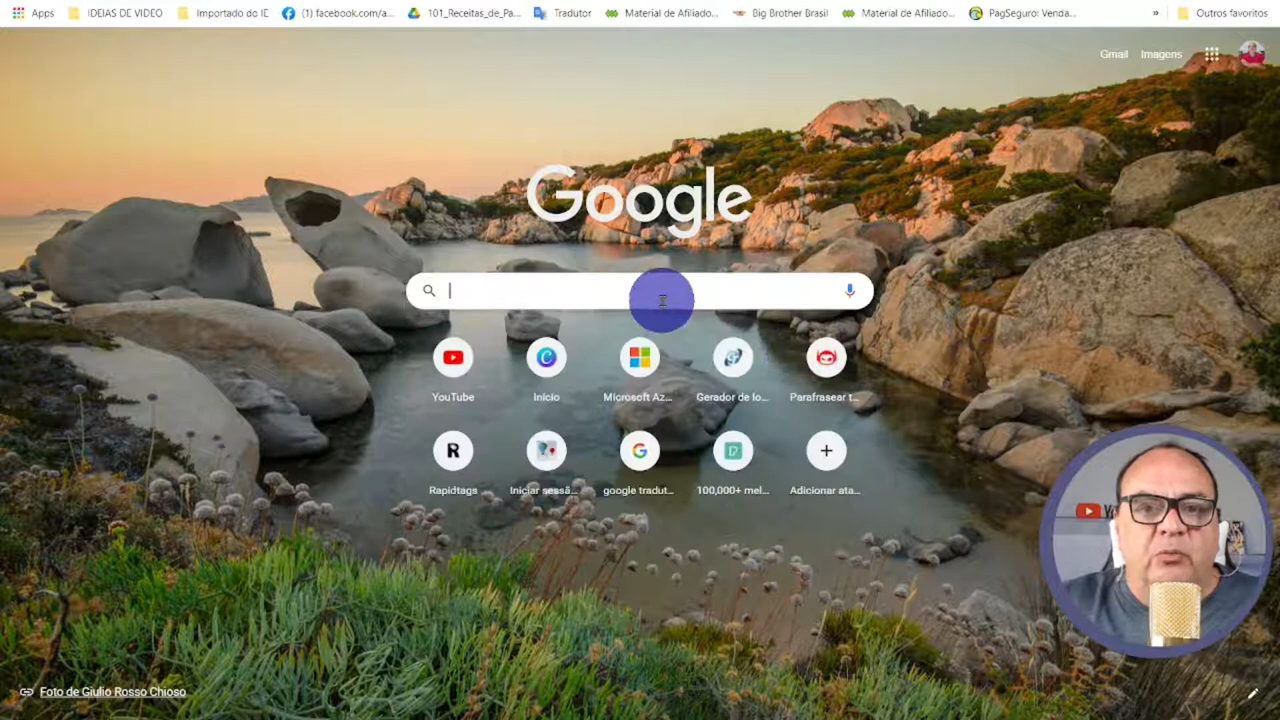 Apps IDEIAS DE VIDEO Importado do IE (1) facebook.com/a... 101_Receitas_de_Pa... Tradutor Material de Afiliado... Big Brother Brasil Material de Afiliado... PagSeguro: Venda... » Outros favoritos
Gmail Imagens
Google
YouTube Início Microsoft Az... Gerador de lo... Parafrasear t...
Rapidtags Iniciar sessã... google tradut... 100,000+ mel... Adicionar ata...
Foto de Giulio Rosso Chioso